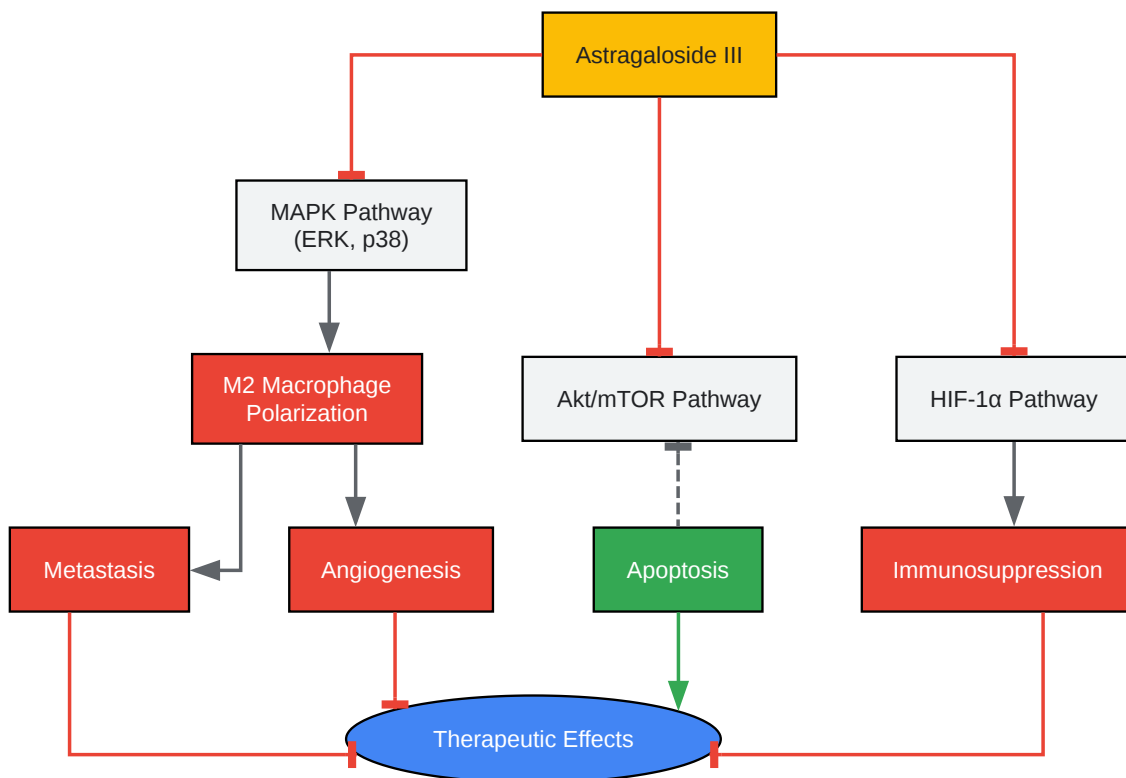 Astragaloside III
MAPK Pathway
(ERK, p38)
M2 Macrophage
Polarization
Akt/mTOR Pathway
HIF-1α Pathway
Metastasis
Angiogenesis
Apoptosis
Immunosuppression
Therapeutic Effects